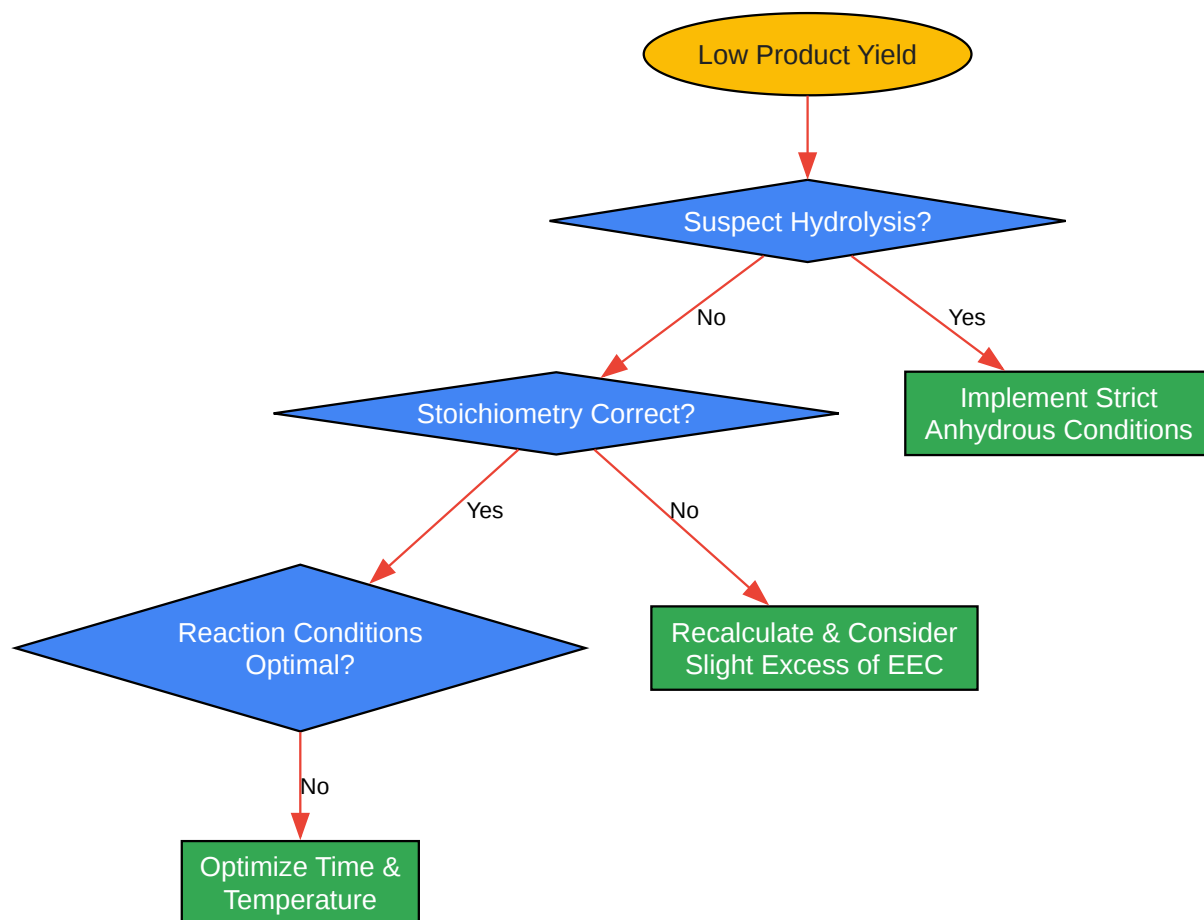 Low Product Yield
Suspect Hydrolysis?
No
Yes
Implement Strict
Anhydrous Conditions
Stoichiometry Correct?
Yes
No
Reaction Conditions
Optimal?
Recalculate & Consider
Slight Excess of EEC
No
Optimize Time &
Temperature